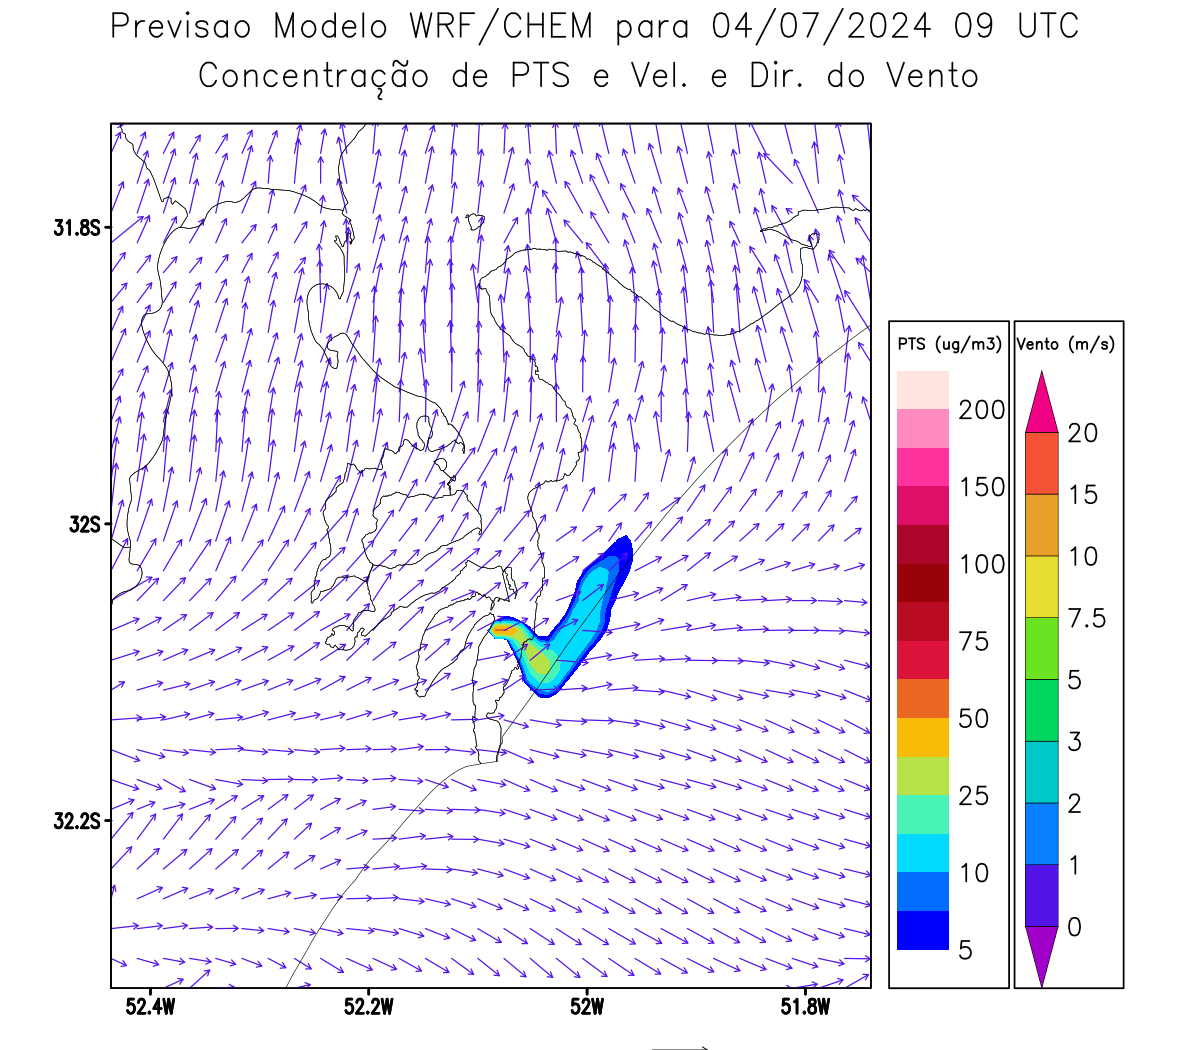 Previsao Modelo WRF/CHEM para 04/07/2024 09 UTC
Concentração de PTS e Vel. e Dir. do Vento
31.8S
32S
32.2S
52.4W
52.2W
52W
51.8W
PTS (ug/m3)
200
150
100
75
50
25
10
5
Vento (m/s)
20
15
10
7.5
5
3
2
1
0